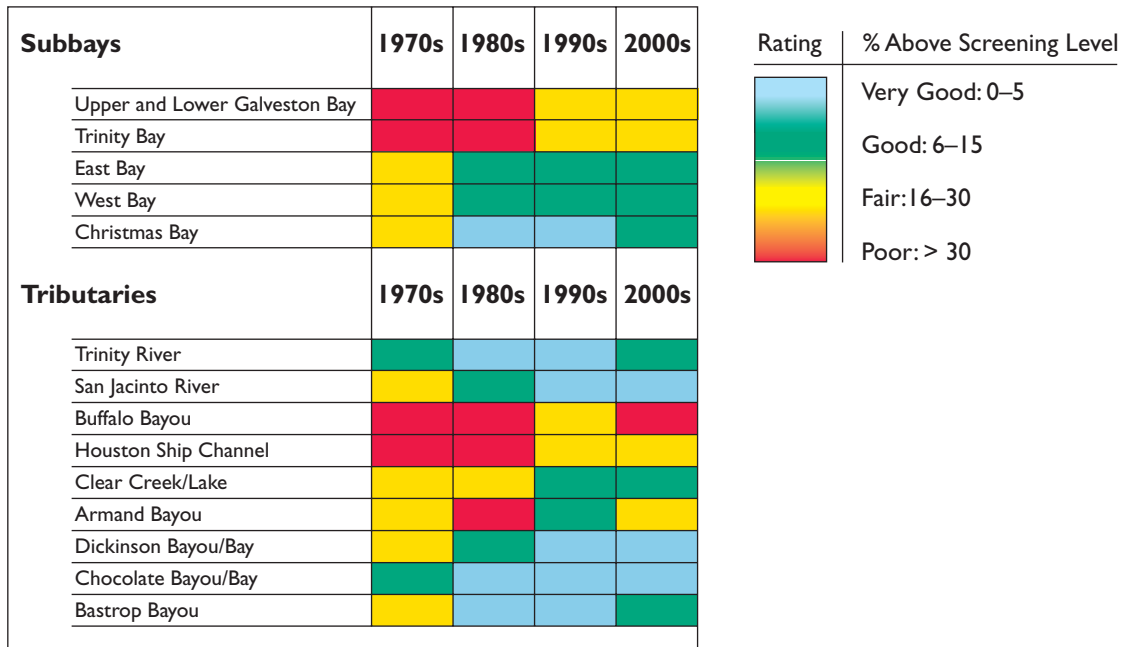 Subbays 1970s 1980s 1990s 2000s
Upper and Lower Galveston Bay
Trinity Bay
East Bay
West Bay
Christmas Bay
Tributaries 1970s 1980s 1990s 2000s
Trinity River
San Jacinto River
Buffalo Bayou
Houston Ship Channel
Clear Creek/Lake
Armand Bayou
Dickinson Bayou/Bay
Chocolate Bayou/Bay
Bastrop Bayou
Rating % Above Screening Level
Very Good: 0–5
Good: 6–15
Fair:16–30
Poor: > 30